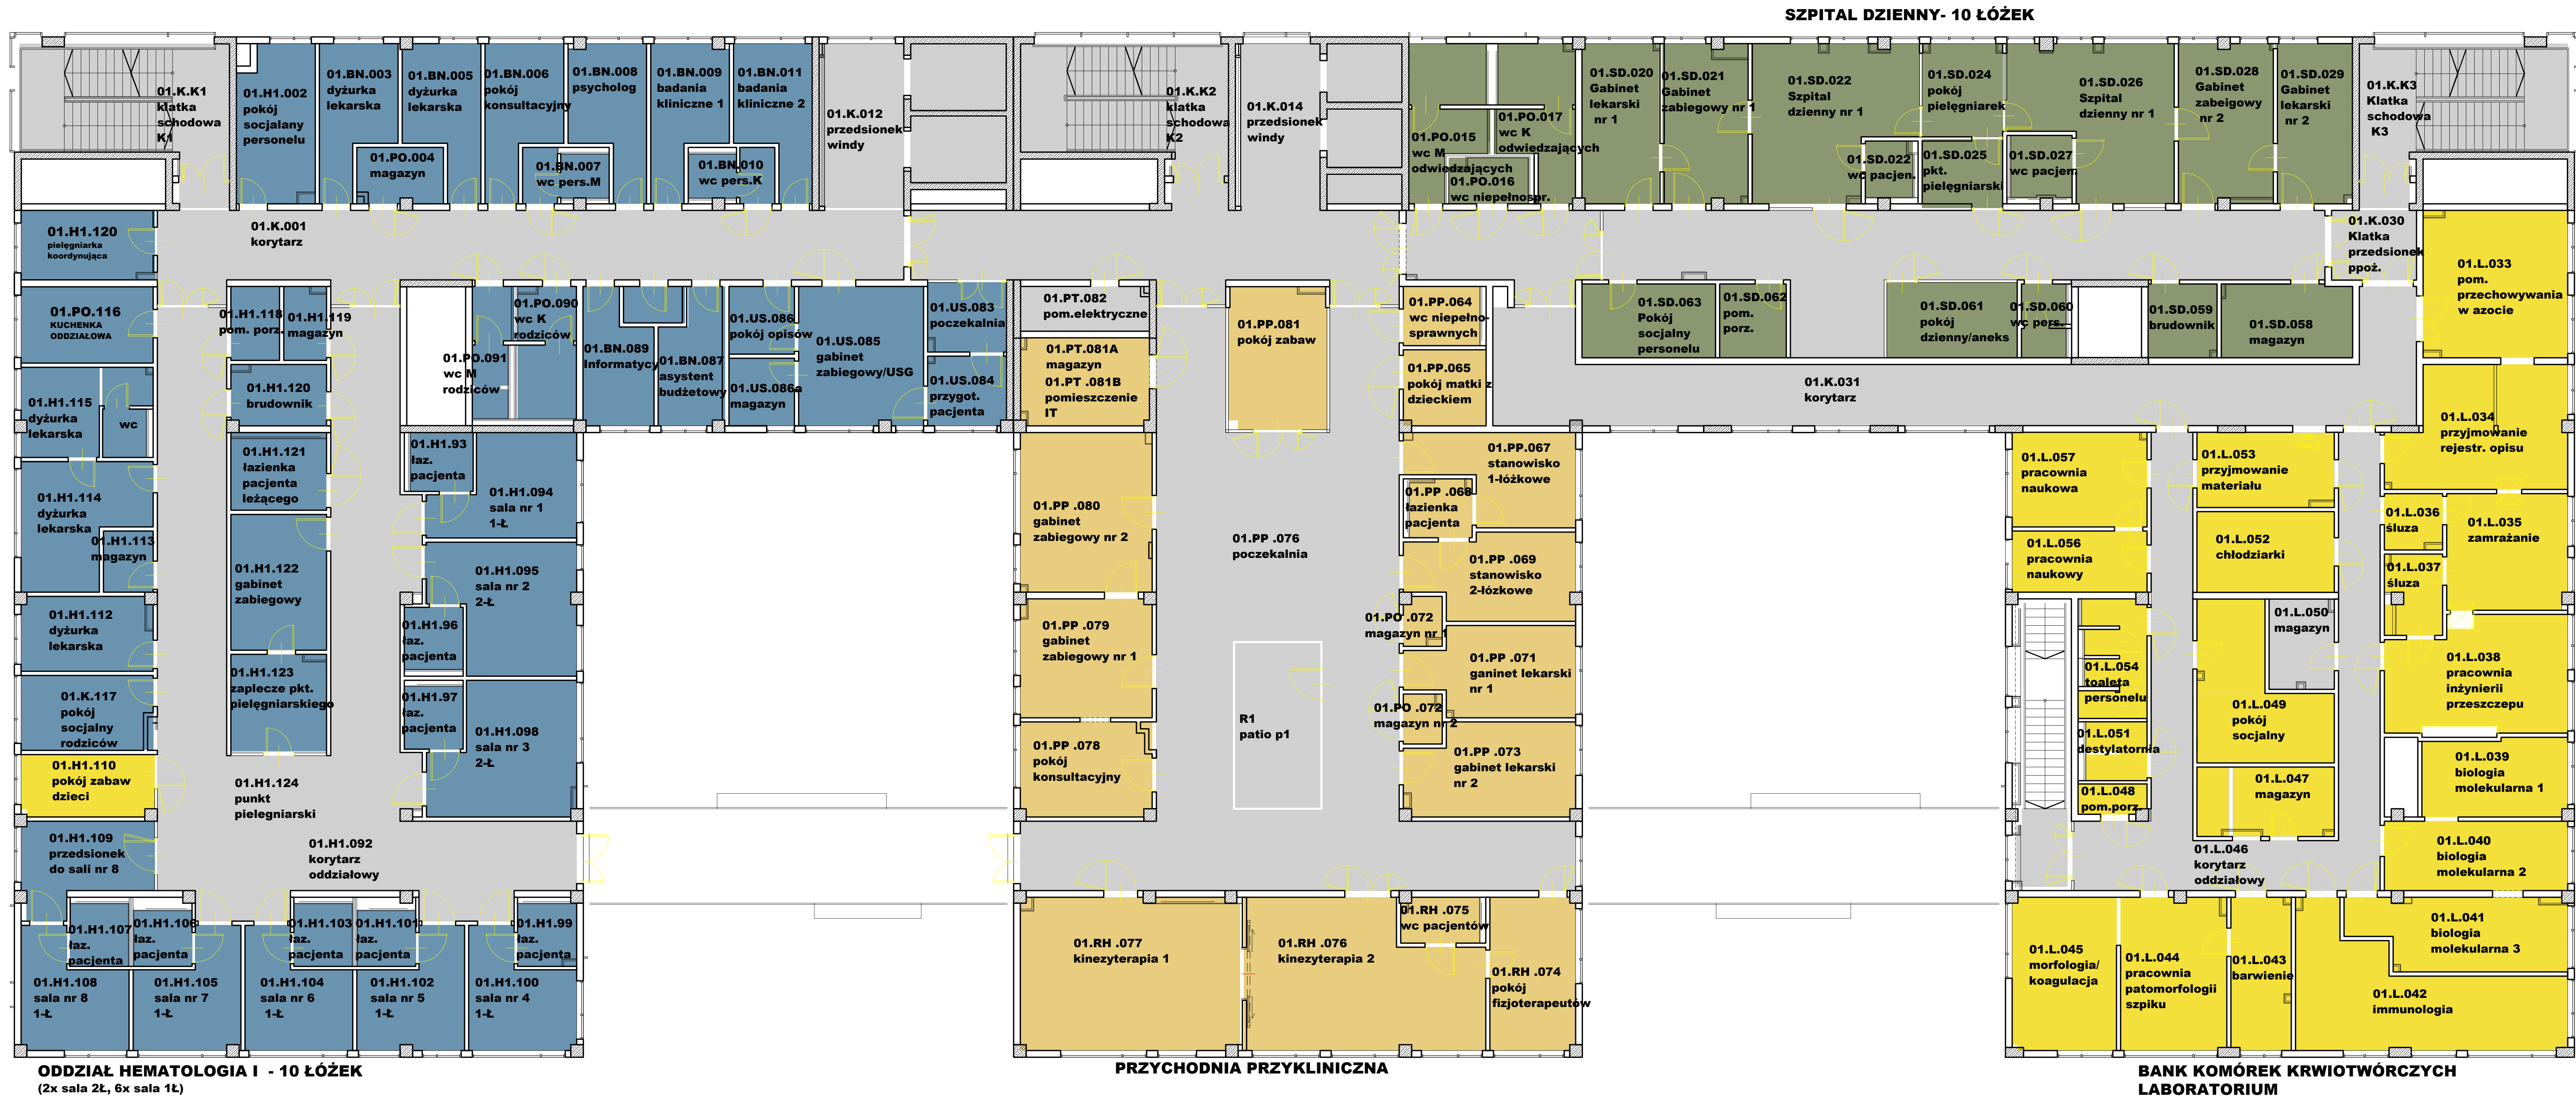 SZPITAL DZIENNY- 10 ŁÓŻEK
01.K.K1
klatka
schodowa
K1
01.H1.002
pokój
socjalany
personelu
01.BN.003
dyżurka
lekarska
01.PO.004
magazyn
01.BN.005
dyżurka
lekarska
01.BN.006
pokój
konsultacyjny
01.BN.007
wc pers.M
01.BN.008
psycholog
01.BN.009
badania
kliniczne 1
01.BN.010
wc pers.K
01.BN.011
badania
kliniczne 2
01.K.012
przedsionek
windy
01.K.K2
klatka
schodowa
K2
01.K.014
przedsionek
windy
01.PO.015
wc M
odwiedzających
01.PO.017
wc K
odwiedzających
01.PO.016
wc niepełnospr.
01.SD.020
Gabinet
lekarski
nr 1
01.SD.021
Gabinet
zabiegowy nr 1
01.SD.022
Szpital
dzienny nr 1
01.SD.022
wc pacjen.
01.SD.024
pokój
pielęgniarek
01.SD.025
pkt.
pielęgniarski
01.SD.026
Szpital
dzienny nr 1
01.SD.027
wc pacjen.
01.SD.028
Gabinet
zabeigowy
nr 2
01.SD.029
Gabinet
lekarski
nr 2
01.K.K3
Klatka
schodowa
K3
01.H1.120
pielęgniarka
koordynująca
01.K.001
korytarz
01.K.030
Klatka
przedsionek
ppoż.
01.L.033
pom.
przechowywania
w azocie
01.PO.116
KUCHENKA
ODDZIAŁOWA
01.H1.118
pom. porz.
01.H1.119
magazyn
01.H1.120
brudownik
01.PO.090
wc K
rodziców
01.PO.091
wc M
rodziców
01.BN.089
Informatycy
01.BN.087
asystent
budżetowy
01.US.086
pokój opisów
01.US.086a
magazyn
01.US.085
gabinet
zabiegowy/USG
01.US.083
poczekalnia
01.US.084
przygot.
pacjenta
01.PT.082
pom.elektryczne
01.PT.081A
magazyn
01.PT .081B
pomieszczenie
IT
01.PP.081
pokój zabaw
01.PP.064
wc niepełno-
sprawnych
01.PP.065
pokój matki z
dzieckiem
01.SD.063
Pokój
socjalny
personelu
01.SD.062
pom.
porz.
01.SD.061
pokój
dzienny/aneks
01.SD.060
wc pers.
01.SD.059
brudownik
01.SD.058
magazyn
01.K.031
korytarz
01.L.034
przyjmowanie
rejestr. opisu
01.H1.115
dyżurka
lekarska
wc
01.H1.114
dyżurka
lekarska
01.H1.113
magazyn
01.H1.121
łazienka
pacjenta
leżącego
01.H1.122
gabinet
zabiegowy
01.H1.93
łaz.
pacjenta
01.H1.094
sala nr 1
1-Ł
01.H1.095
sala nr 2
2-Ł
01.H1.96
łaz.
pacjenta
01.H1.97
łaz.
pacjenta
01.H1.098
sala nr 3
2-Ł
01.H1.112
dyżurka
lekarska
01.H1.123
zaplecze pkt.
pielęgniarskiego
01.K.117
pokój
socjalny
rodziców
01.H1.110
pokój zabaw
dzieci
01.H1.124
punkt
pielegniarski
01.H1.109
przedsionek
do sali nr 8
01.H1.092
korytarz
oddziałowy
01.PP .080
gabinet
zabiegowy nr 2
01.PP .079
gabinet
zabiegowy nr 1
01.PP .078
pokój
konsultacyjny
01.PP .076
poczekalnia
R1
patio p1
01.PP.067
stanowisko
1-łóżkowe
01.PP .068
łazienka
pacjenta
01.PP .069
stanowisko
2-łózkowe
01.PO .072
magazyn nr 1
01.PP .071
ganinet lekarski
nr 1
01.PO .072
magazyn nr 2
01.PP .073
gabinet lekarski
nr 2
01.L.057
pracownia
naukowa
01.L.056
pracownia
naukowy
01.L.053
przyjmowanie
materiału
01.L.052
chłodziarki
01.L.036
śluza
01.L.035
zamrażanie
01.L.037
śluza
01.L.050
magazyn
01.L.054
toaleta
personelu
01.L.051
destylatornia
01.L.049
pokój
socjalny
01.L.038
pracownia
inżynierii
przeszczepu
01.L.048
pom.porz.
01.L.047
magazyn
01.L.039
biologia
molekularna 1
01.L.046
korytarz
oddziałowy
01.L.040
biologia
molekularna 2
01.H1.107
łaz.
pacjenta
01.H1.106
łaz.
pacjenta
01.H1.103
łaz.
pacjenta
01.H1.101
łaz.
pacjenta
01.H1.99
łaz.
pacjenta
01.H1.108
sala nr 8
1-Ł
01.H1.105
sala nr 7
1-Ł
01.H1.104
sala nr 6
1-Ł
01.H1.102
sala nr 5
1-Ł
01.H1.100
sala nr 4
1-Ł
01.RH .077
kinezyterapia 1
01.RH .076
kinezyterapia 2
01.RH .075
wc pacjentów
01.RH .074
pokój
fizjoterapeutów
01.L.045
morfologia/
koagulacja
01.L.044
pracownia
patomorfologii
szpiku
01.L.043
barwienie
01.L.041
biologia
molekularna 3
01.L.042
immunologia
ODDZIAŁ HEMATOLOGIA I - 10 ŁÓŻEK
(2x sala 2Ł, 6x sala 1Ł)
PRZYCHODNIA PRZYKLINICZNA
BANK KOMÓREK KRWIOTWÓRCZYCH
LABORATORIUM